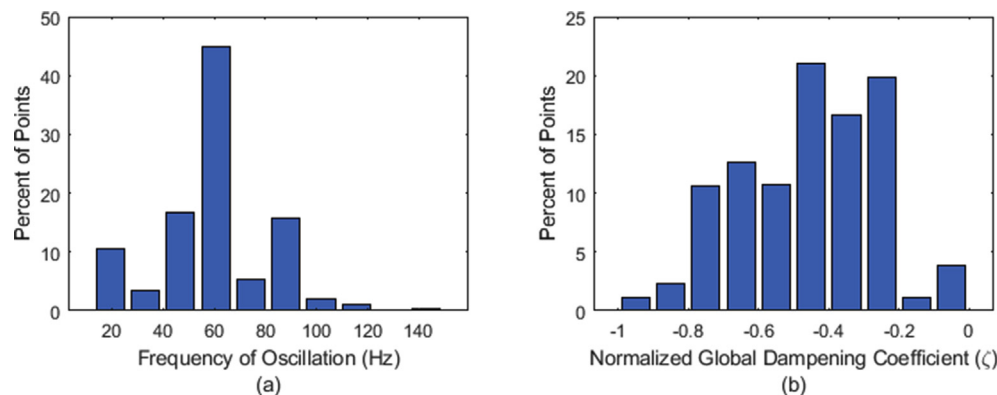 50
40
30
20
10
0
Percent of Points
20 40 60 80 100 120 140
Frequency of Oscillation (Hz)
(a)
25
20
15
10
5
0
Percent of Points
-1 -0.8 -0.6 -0.4 -0.2 0
Normalized Global Dampening Coefficient (ζ)
(b)